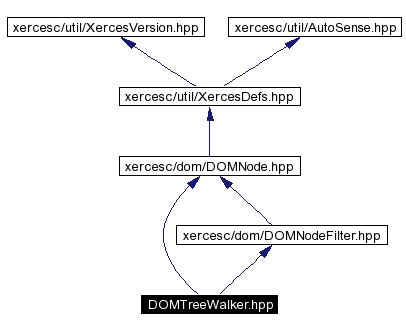 xercesc/util/XercesVersion.hpp
xercesc/util/AutoSense.hpp
xercesc/util/XercesDefs.hpp
xercesc/dom/DOMNode.hpp
xercesc/dom/DOMNodeFilter.hpp
DOMTreeWalker.hpp